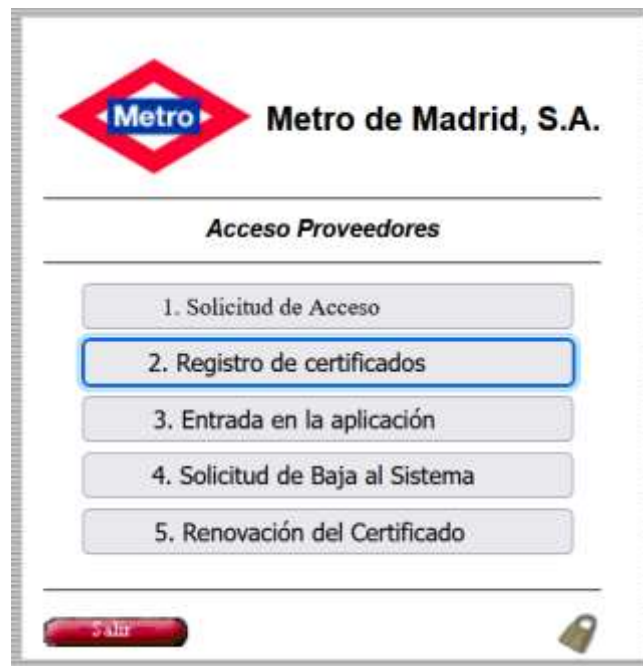 Metro
Metro de Madrid, S.A.
Acceso Proveedores
1. Solicitud de Acceso
2. Registro de certificados
3. Entrada en la aplicación
4. Solicitud de Baja al Sistema
5. Renovación del Certificado
Salir